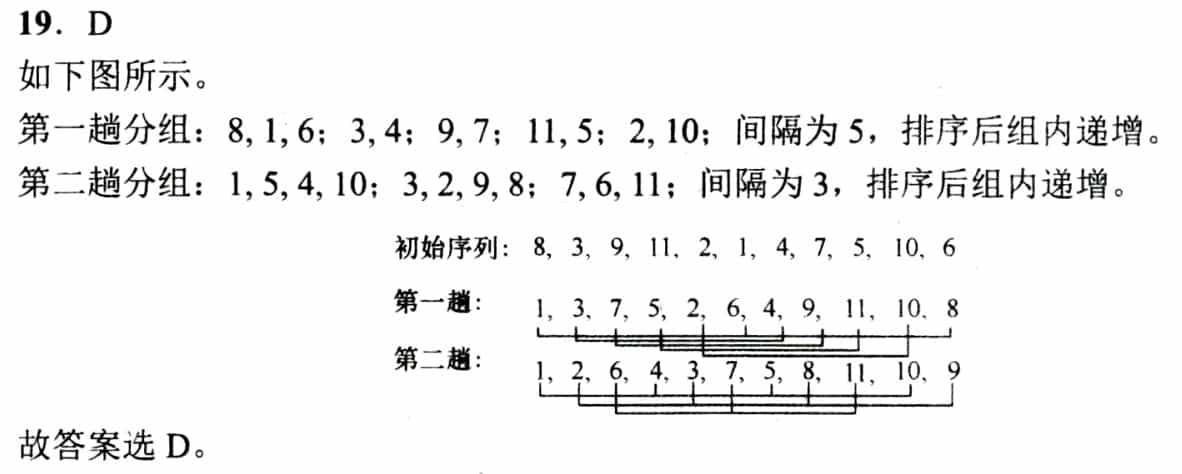 19. D
如下图所示。
第一趟分组：8, 1, 6；3, 4；9, 7；11, 5；2, 10；间隔为 5，排序后组内递增。
第二趟分组：1, 5, 4, 10；3, 2, 9, 8；7, 6, 11；间隔为 3，排序后组内递增。
初始序列： 8, 3, 9, 11, 2, 1, 4, 7, 5, 10, 6
第一趟： 1, 3, 7, 5, 2, 6, 4, 9, 11, 10, 8
第二趟： 1, 2, 6, 4, 3, 7, 5, 8, 11, 10, 9
故答案选 D。